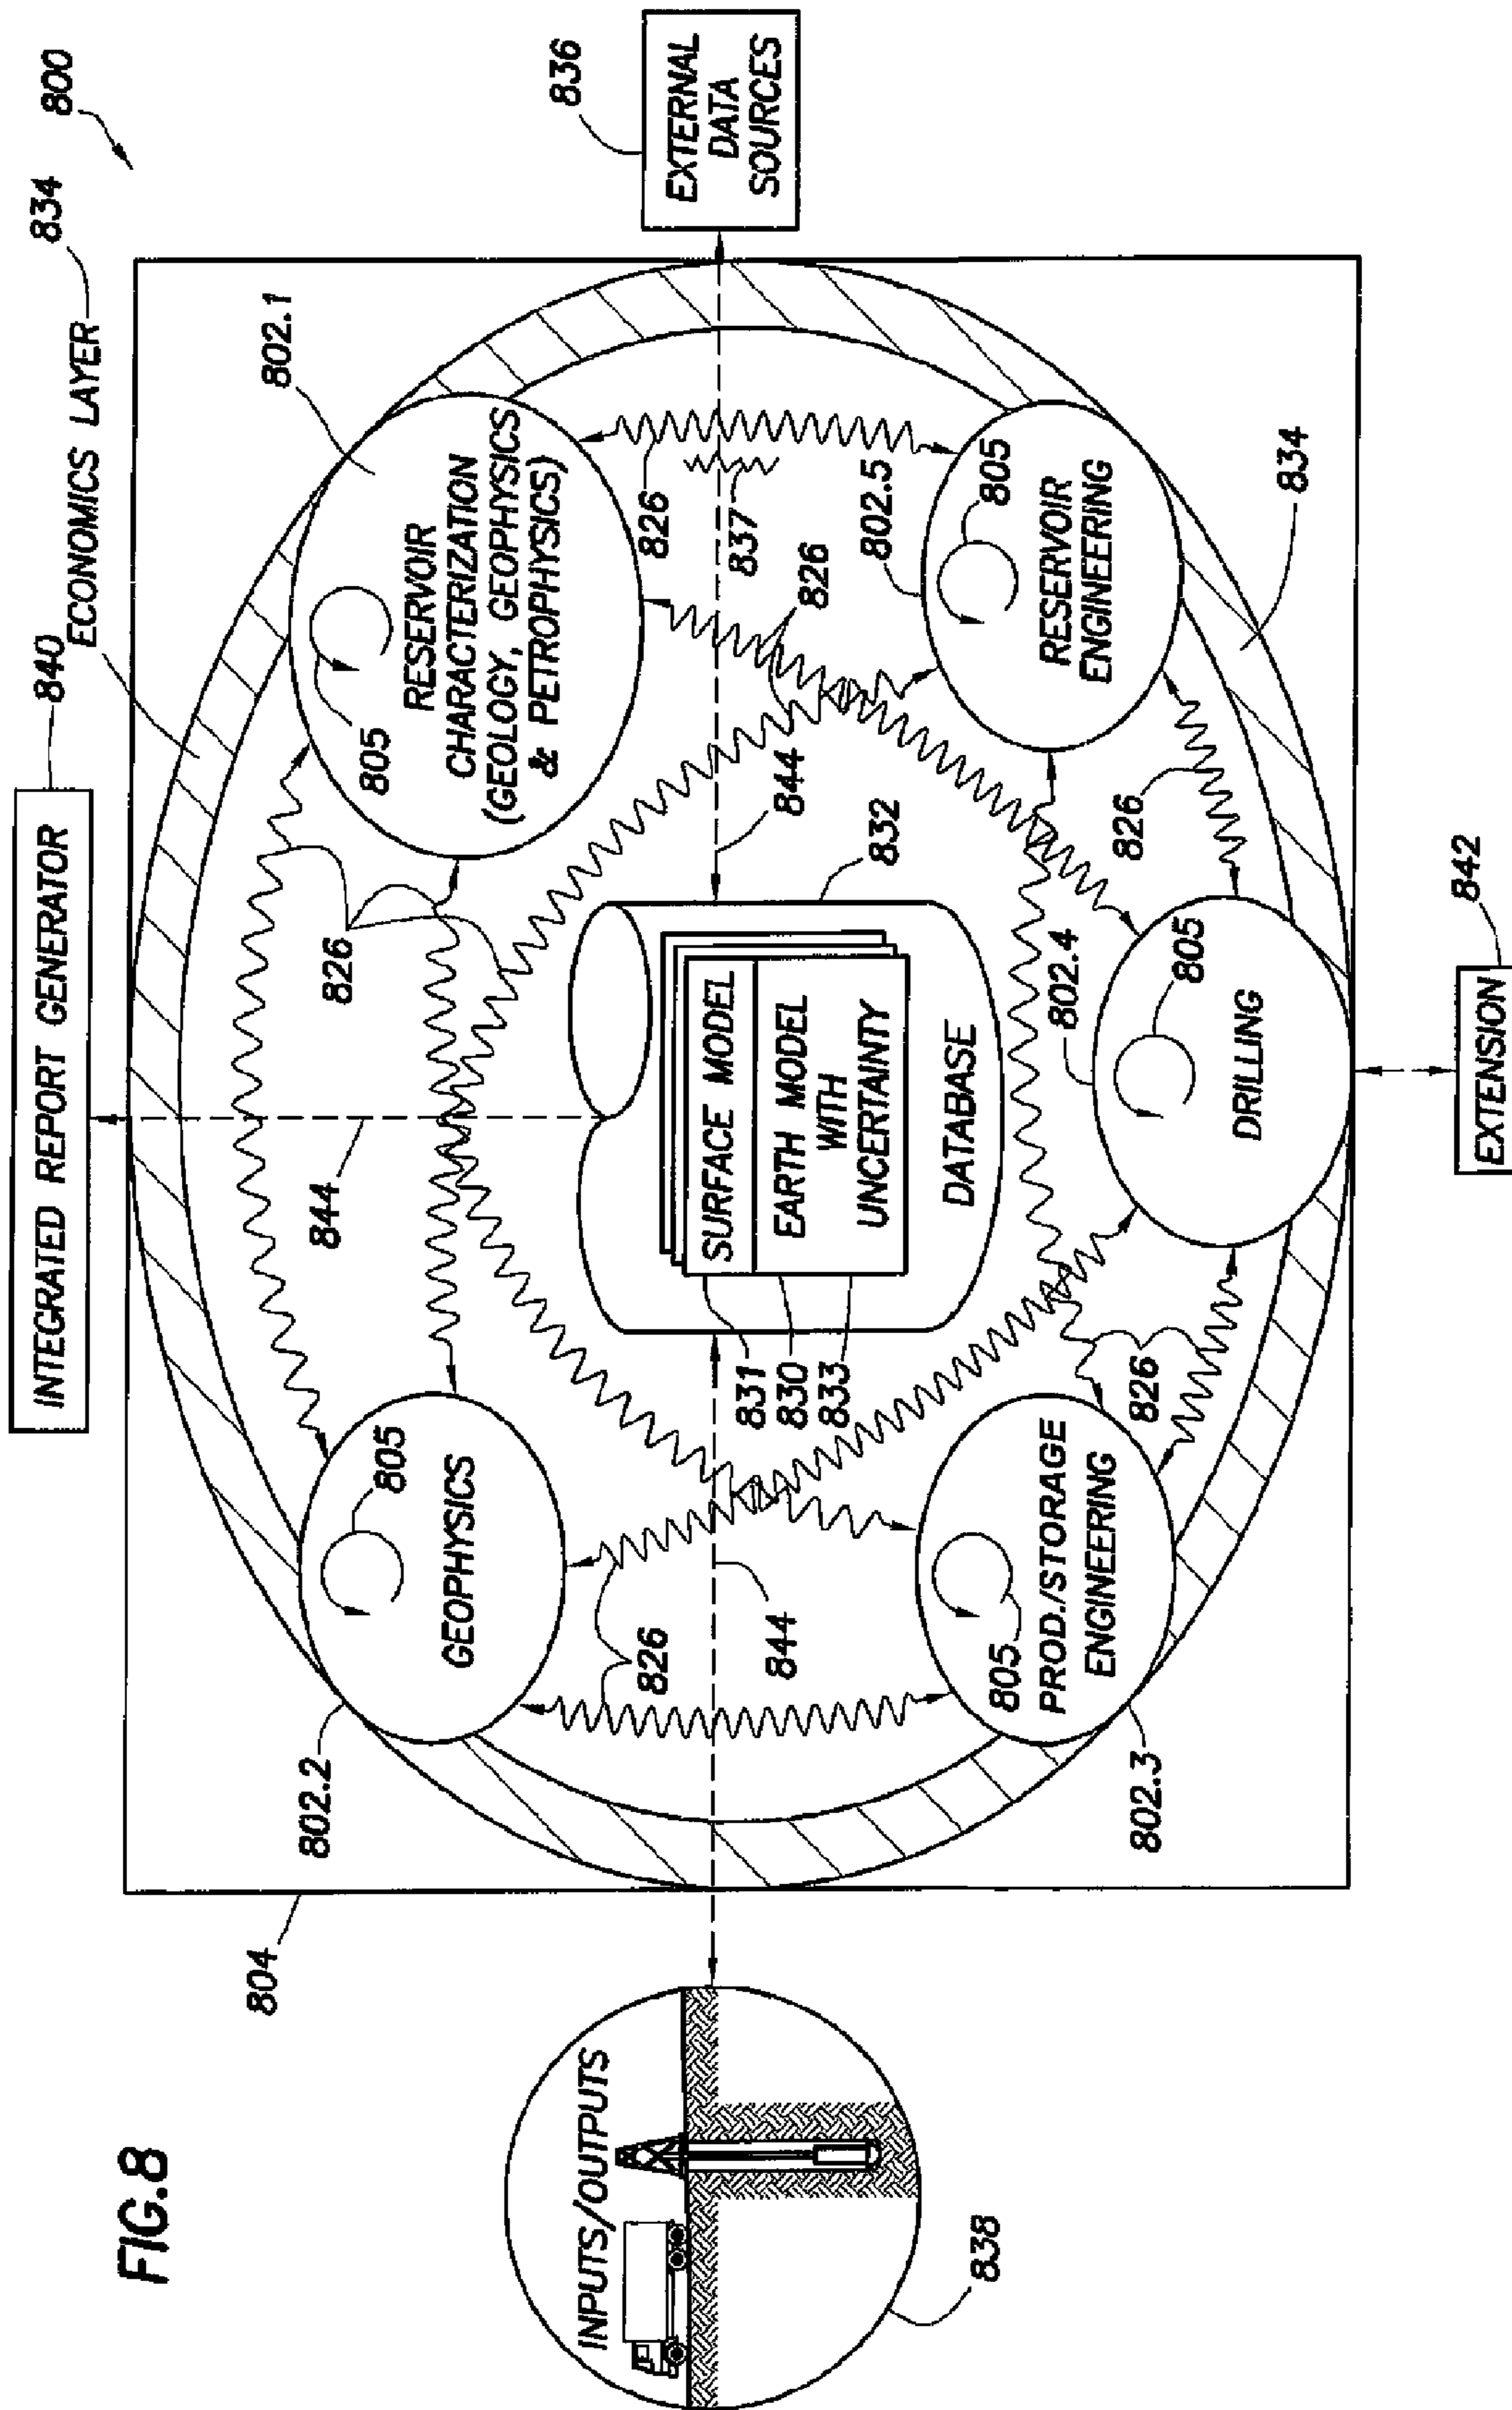 FIG.8
800
INTEGRATED REPORT GENERATOR
840
ECONOMICS LAYER
834
804
802.2
805
GEOPHYSICS
844
826
802.1
805
RESERVOIR
CHARACTERIZATION
(GEOLOGY, GEOPHYSICS
& PETROPHYSICS)
INPUTS/OUTPUTS
838
826
844
831
830
833
SURFACE MODEL
EARTH MODEL
WITH
UNCERTAINTY
DATABASE
832
844
826
837
826
836
EXTERNAL
DATA
SOURCES
802.3
805
PROD./STORAGE
ENGINEERING
826
802.4
805
DRILLING
826
802.5
805
RESERVOIR
ENGINEERING
834
EXTENSION
842